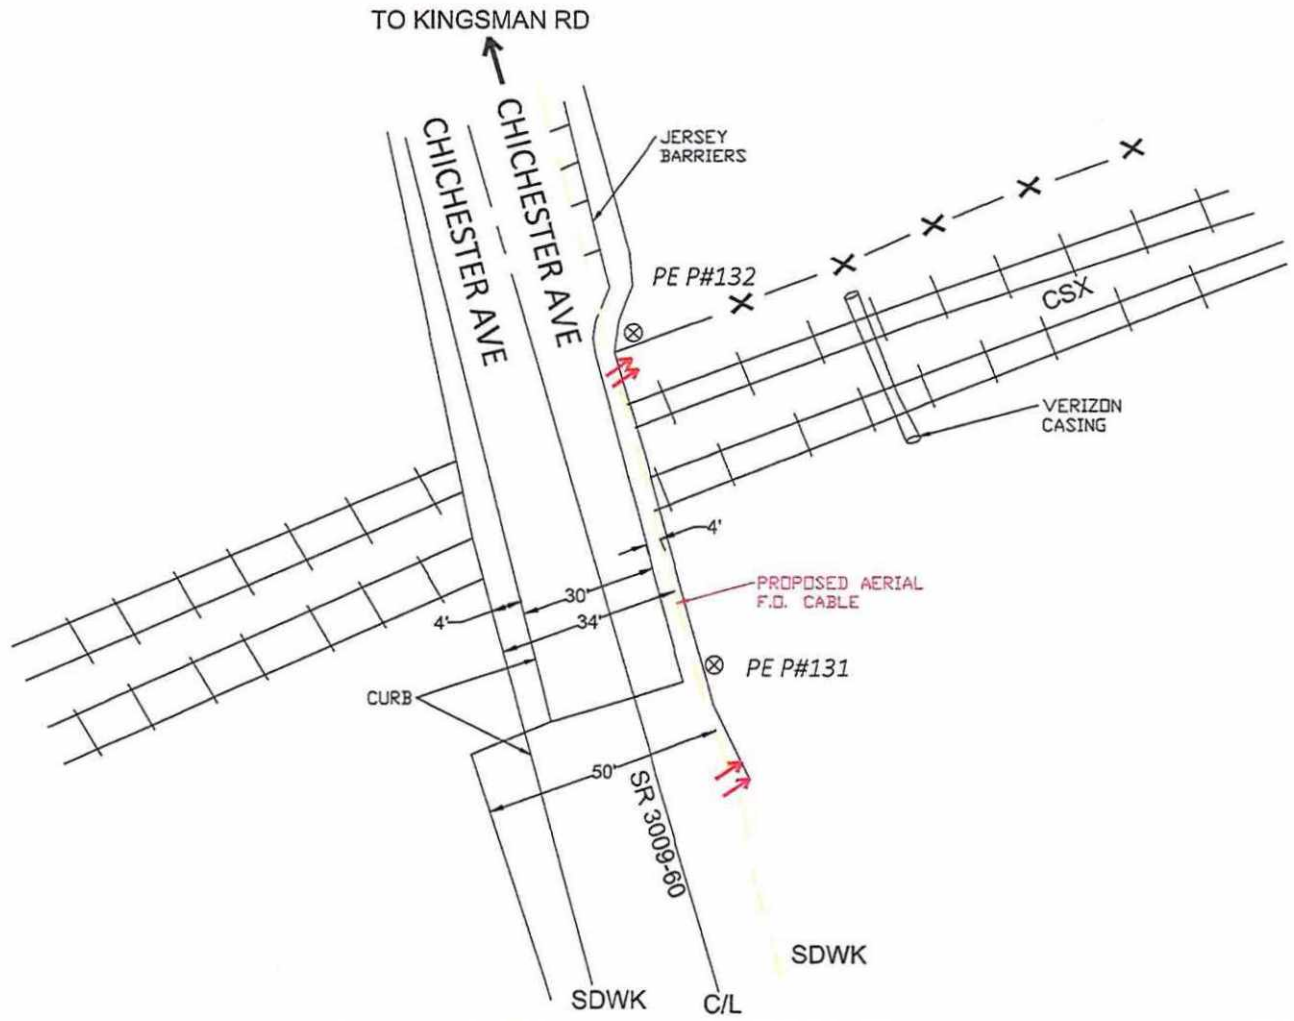 TO KINGSMAN RD
CHICHESTER AVE
CHICHESTER AVE
JERSEY
BARRIERS
PE P#132
CSX
VERIZON
CASING
4'
30'
34'
4'
PROPOSED AERIAL
F.O. CABLE
PE P#131
CURB
50'
SR 3009-60
SDWK
SDWK
C/L